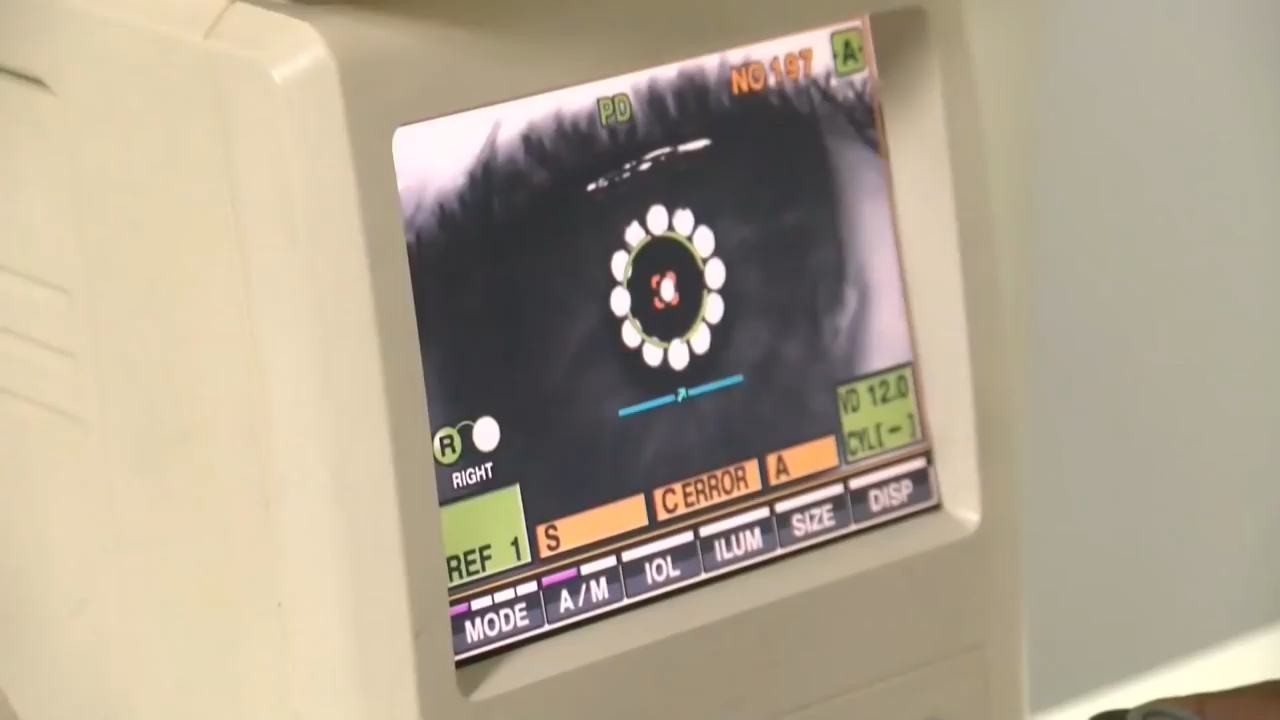 NO 197 A
PD
R
RIGHT
VD 12.0
CYL[-]
S C ERROR A
REF 1
MODE A/M IOL ILUM SIZE DISP